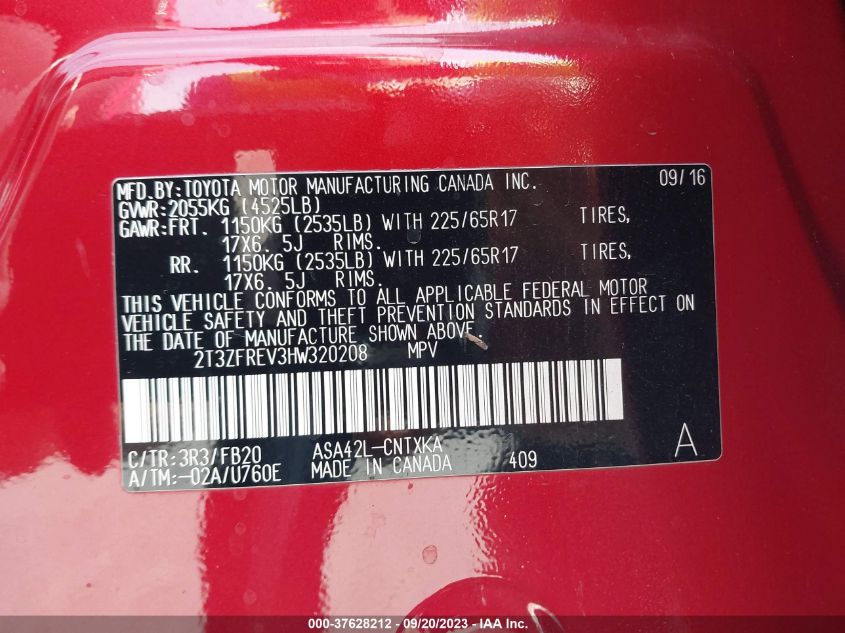 MFD.BY:TOYOTA MOTOR MANUFACTURING CANADA INC. 09/16
GVWR:2055KG (4525LB)
GAWR:FRT. 1150KG (2535LB) WITH 225/65R17 TIRES,
17X6. 5J RIMS.
RR. 1150KG (2535LB) WITH 225/65R17 TIRES,
17X6. 5J RIMS.
THIS VEHICLE CONFORMS TO ALL APPLICABLE FEDERAL MOTOR
VEHICLE SAFETY AND THEFT PREVENTION STANDARDS IN EFFECT ON
THE DATE OF MANUFACTURE SHOWN ABOVE.
2T3ZFREV3HW320208 MPV
C/TR:3R3/FB20 ASA42L-CNTXKA A
A/TM:-02A/U760E MADE IN CANADA 409
000-37628212 - 09/20/2023 - IAA Inc.